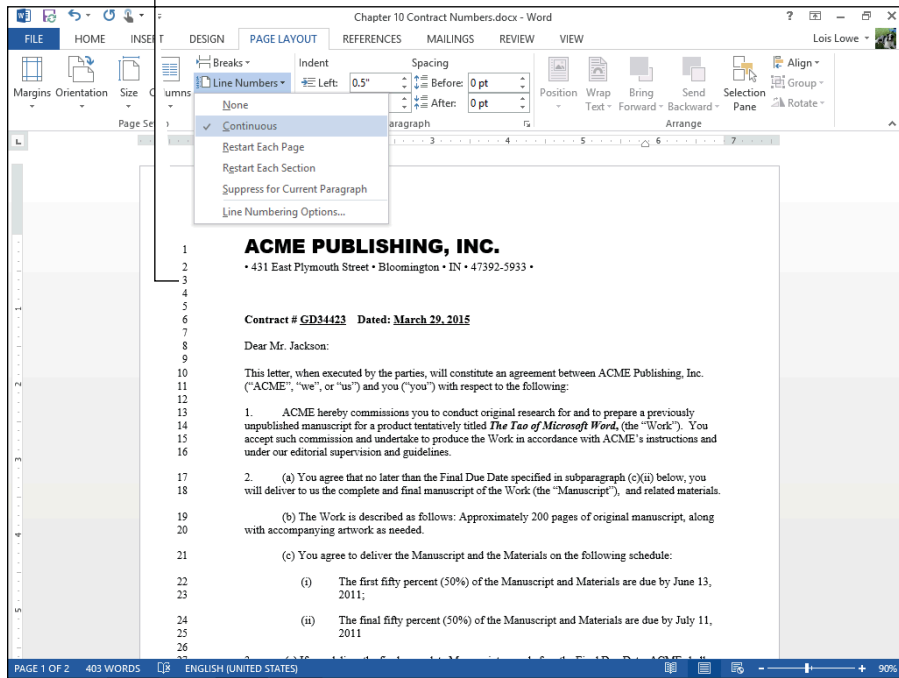 Chapter 10 Contract Numbers.docx - Word
FILE HOME INSERT DESIGN PAGE LAYOUT REFERENCES MAILINGS REVIEW VIEW Lois Lowe
Breaks Indent Spacing Align
Line Numbers Left: 0.5" Before: 0 pt Group
Margins Orientation Size Columns After: 0 pt Position Wrap Text Bring Forward Send Backward Selection Pane Rotate
Page Se aragraph Arrange
None
Continuous
Restart Each Page
Restart Each Section
Suppress for Current Paragraph
Line Numbering Options...
3 4 5 6 7
1 ACME PUBLISHING, INC.
2 • 431 East Plymouth Street • Bloomington • IN • 47392-5933 •
3
4
5
6 Contract # GD34423 Dated: March 29, 2015
7
8 Dear Mr. Jackson:
9
10 This letter, when executed by the parties, will constitute an agreement between ACME Publishing, Inc.
11 (“ACME”, “we”, or “us”) and you (“you”) with respect to the following:
12
13 1. ACME hereby commissions you to conduct original research for and to prepare a previously
14 unpublished manuscript for a product tentatively titled The Tao of Microsoft Word, (the “Work”). You
15 accept such commission and undertake to produce the Work in accordance with ACME’s instructions and
16 under our editorial supervision and guidelines.
17 2. (a) You agree that no later than the Final Due Date specified in subparagraph (c)(ii) below, you
18 will deliver to us the complete and final manuscript of the Work (the “Manuscript”), and related materials.
19 (b) The Work is described as follows: Approximately 200 pages of original manuscript, along
20 with accompanying artwork as needed.
21 (c) You agree to deliver the Manuscript and the Materials on the following schedule:
22 (i) The first fifty percent (50%) of the Manuscript and Materials are due by June 13,
23 2011;
24 (ii) The final fifty percent (50%) of the Manuscript and Materials are due by July 11,
25 2011
26
PAGE 1 OF 2 403 WORDS ENGLISH (UNITED STATES) 90%